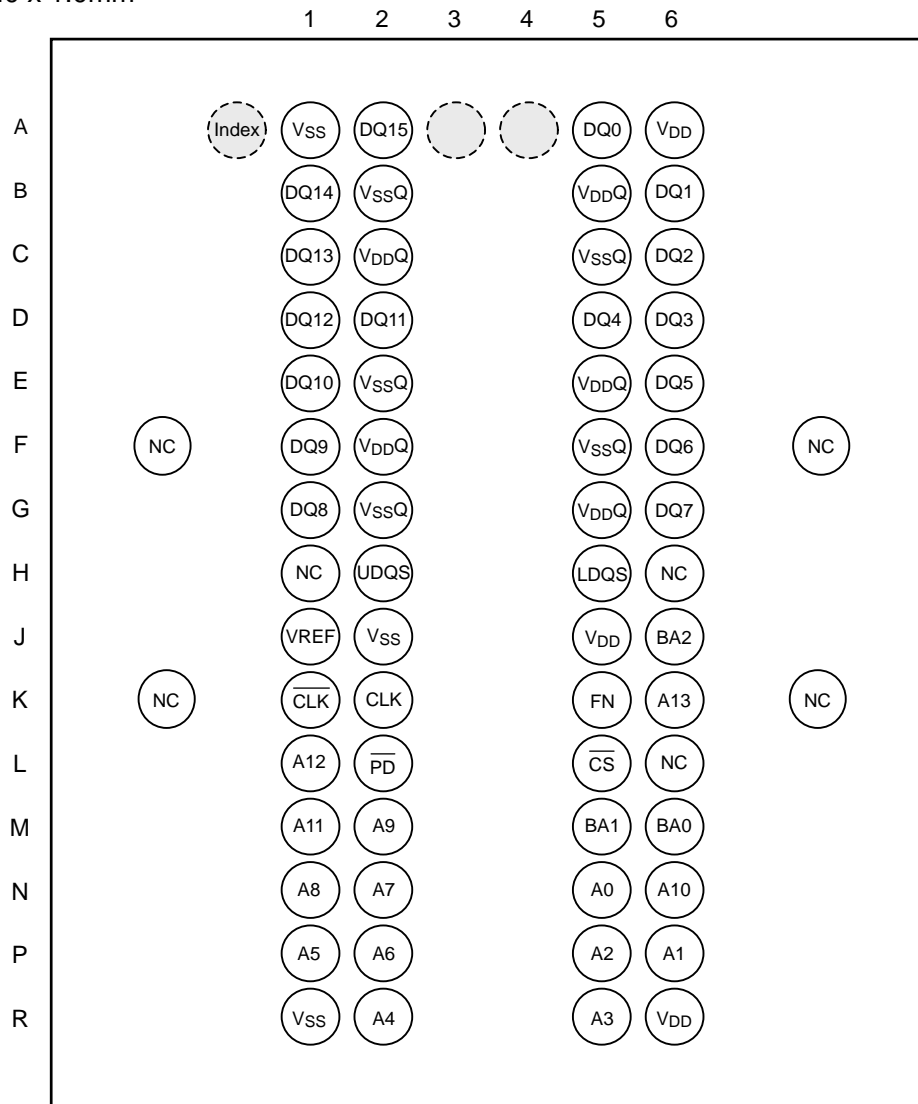 x 1.0mm
1 2 3 4 5 6
A Index VSS DQ15 DQ0 VDD
B DQ14 VSSQ VDDQ DQ1
C DQ13 VDDQ VSSQ DQ2
D DQ12 DQ11 DQ4 DQ3
E DQ10 VSSQ VDDQ DQ5
F NC DQ9 VDDQ VSSQ DQ6 NC
G DQ8 VSSQ VDDQ DQ7
H NC UDQS LDQS NC
J VREF VSS VDD BA2
K NC C̅L̅K̅ CLK FN A13 NC
L A12 P̅D̅ C̅S̅ NC
M A11 A9 BA1 BA0
N A8 A7 A0 A10
P A5 A6 A2 A1
R VSS A4 A3 VDD